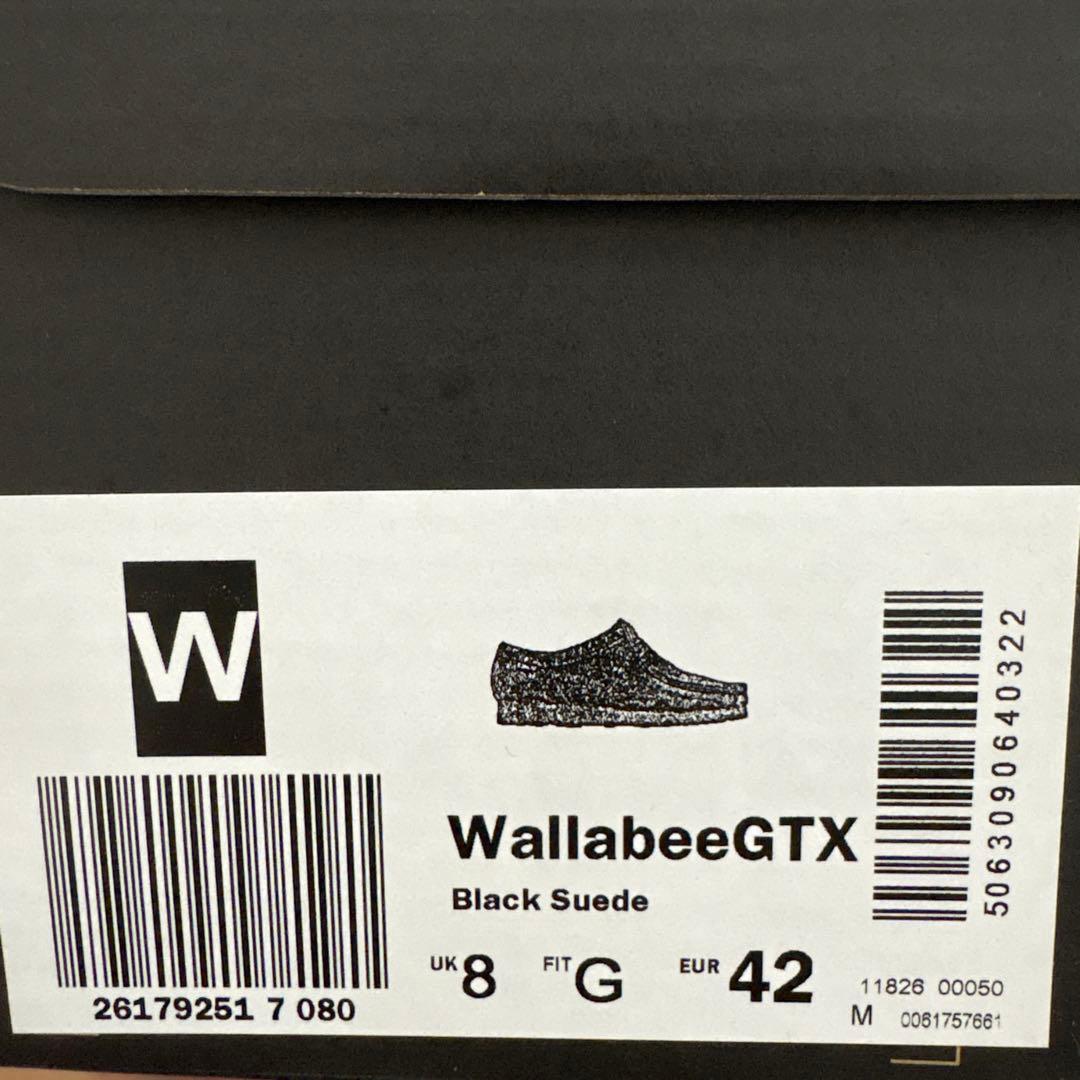 W
26179251 7 080
WallabeeGTX
Black Suede
UK 8 FIT G EUR 42
5063090640322
11826 00050
M 0061757661